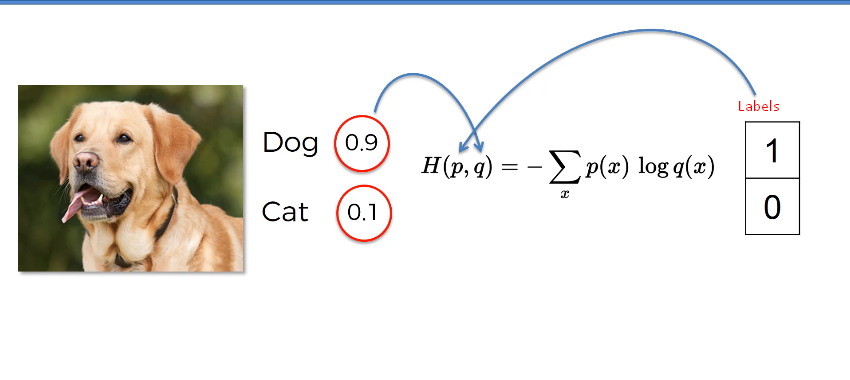 Labels
Dog 0.9
1
H(p, q) = − ∑ p(x) log q(x)
x
Cat 0.1
0